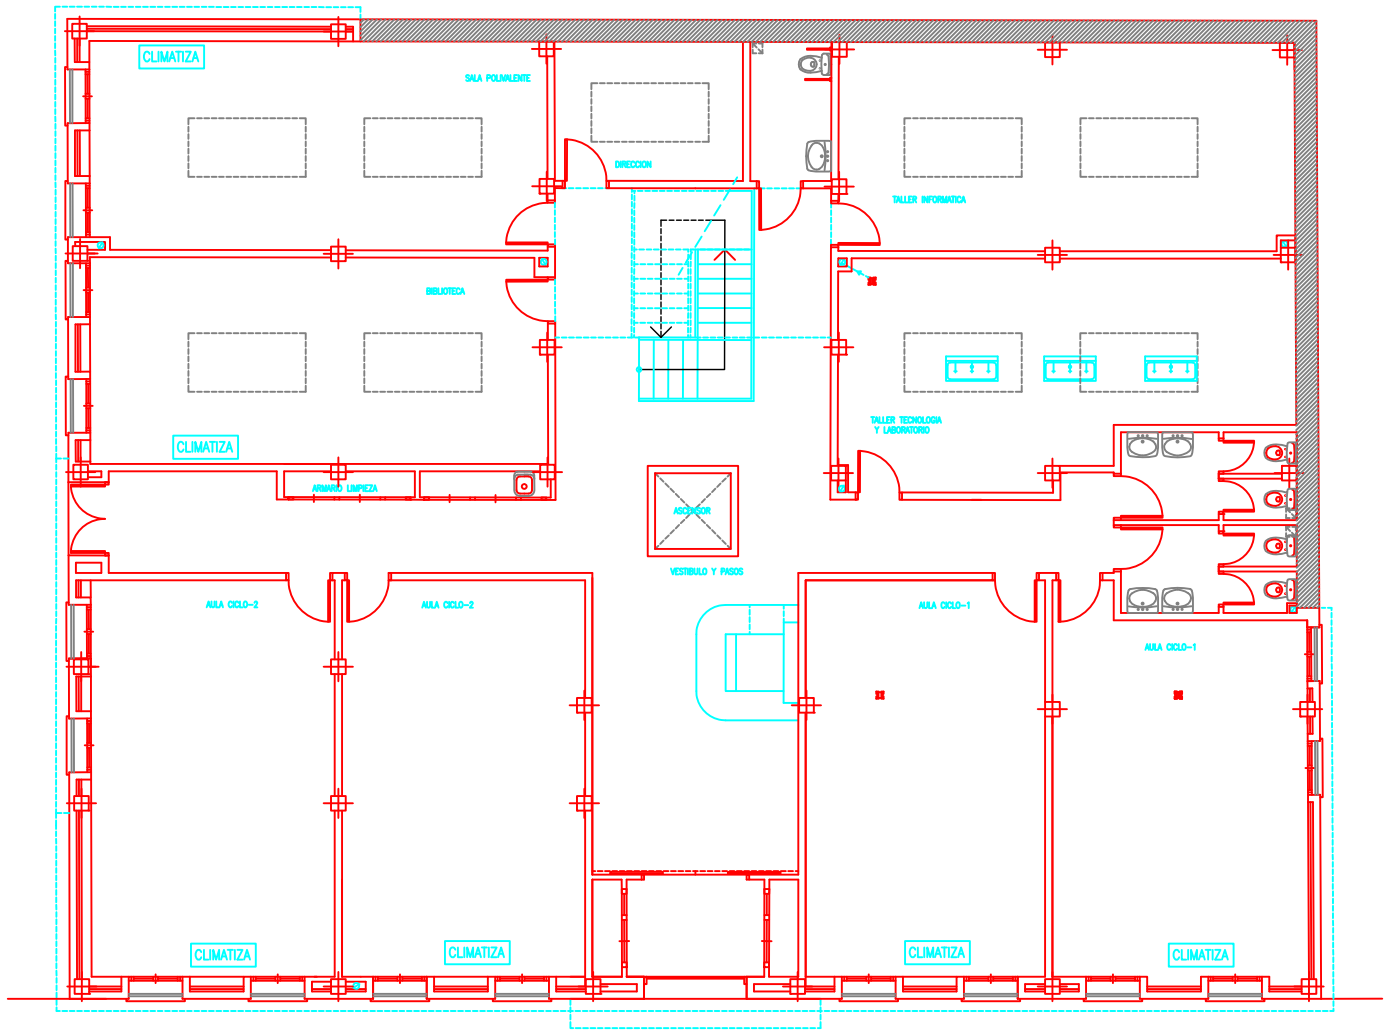 CLIMATIZA
SALA POLIVALENTE
DIRECCION
TALLER INFORMATICA
BIBLIOTECA
TALLER TECNOLOGIA
Y LABORATORIO
CLIMATIZA
ARMARIO LIMPIEZA
ASCENSOR
VESTIBULO Y PASOS
AULA CICLO-2
AULA CICLO-2
AULA CICLO-1
AULA CICLO-1
CLIMATIZA
CLIMATIZA
CLIMATIZA
CLIMATIZA